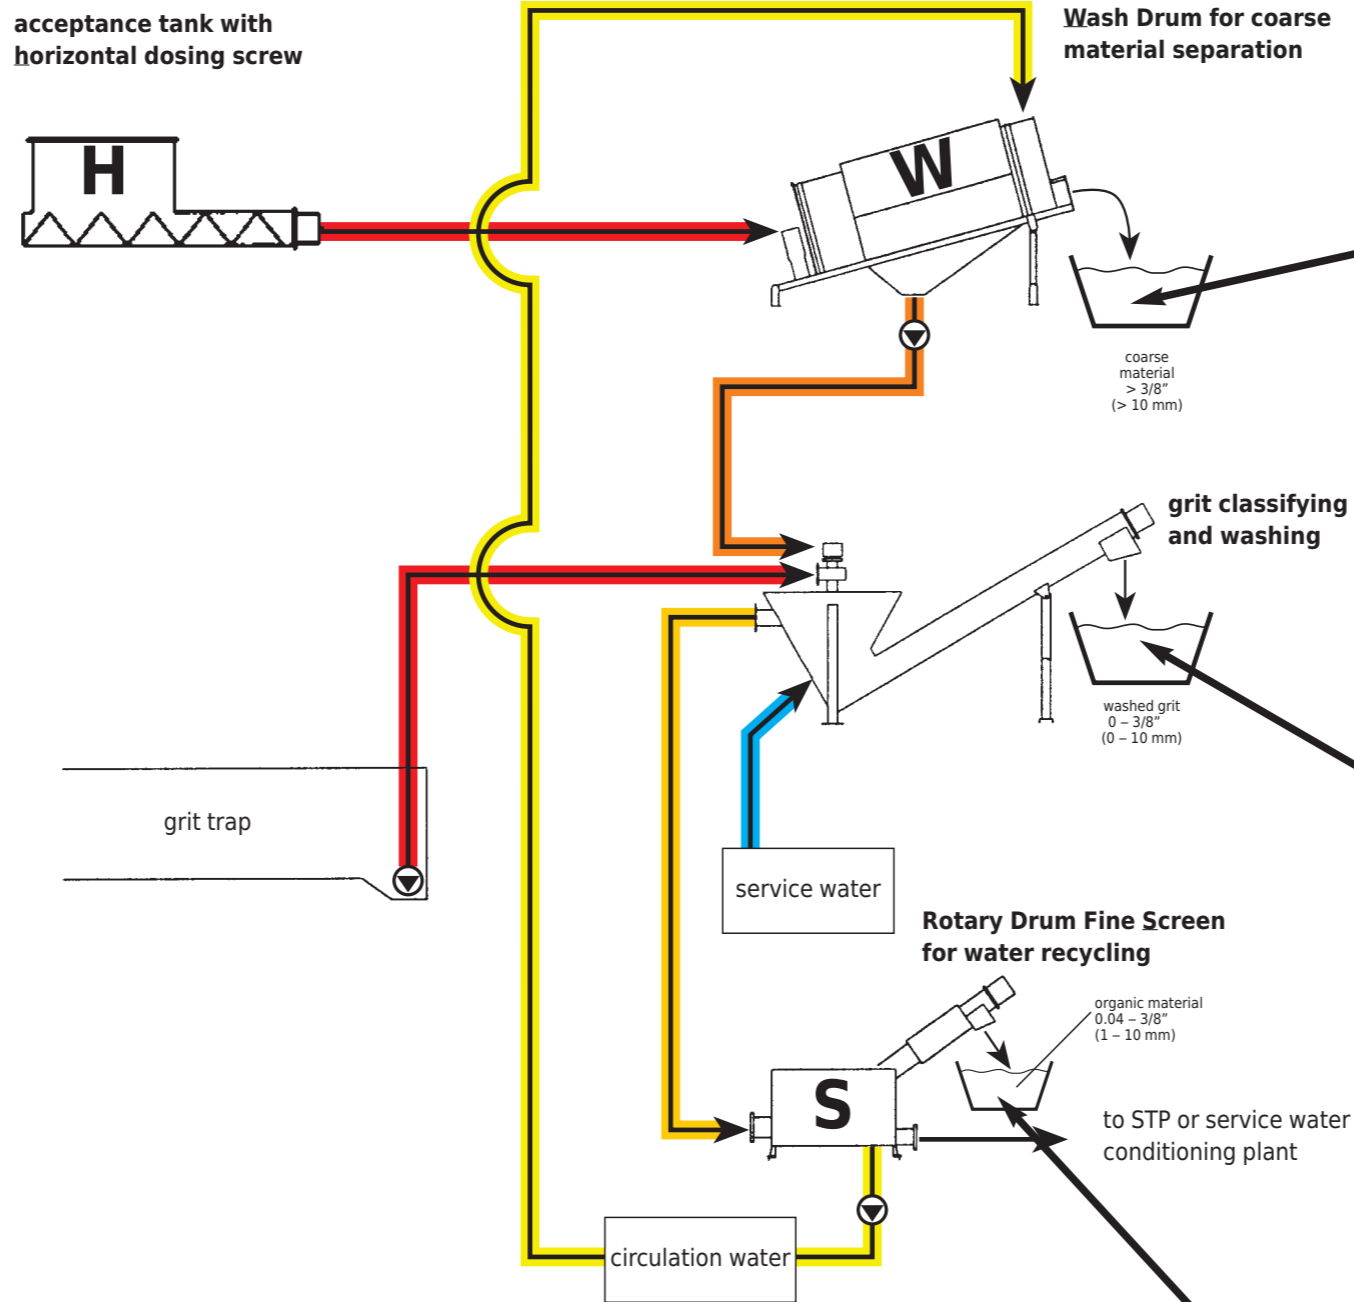 acceptance tank with
horizontal dosing screw
H
Wash Drum for coarse
material separation
W
coarse
material
> 3/8”
(> 10 mm)
grit classifying
and washing
washed grit
0 – 3/8”
(0 – 10 mm)
grit trap
service water
Rotary Drum Fine Screen
for water recycling
organic material
0.04 – 3/8”
(1 – 10 mm)
S
to STP or service water
conditioning plant
circulation water